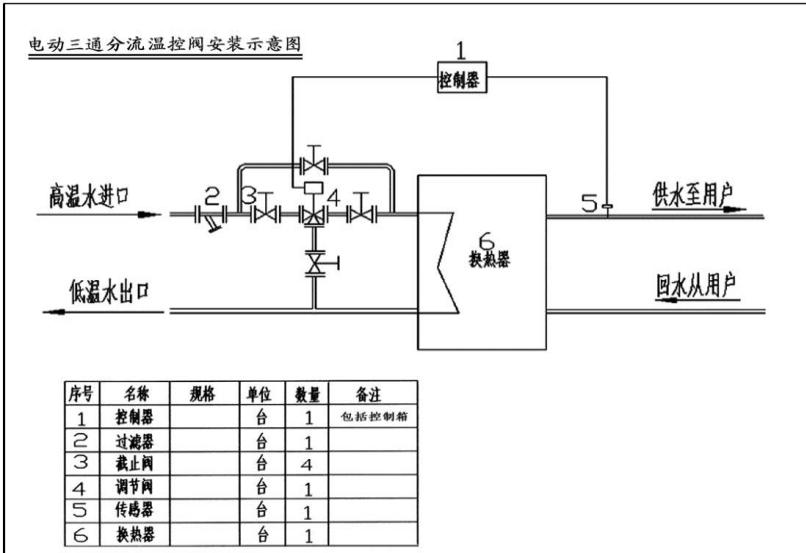 电动三通分流温控阀安装示意图
1
控制器
高温水进口
2
3
4
5
供水至用户
6
换热器
低温水出口
回水从用户
序号 名称 规格 单位 数量 备注
1 控制器 台 1 包括控制箱
2 过滤器 台 1
3 截止阀 台 4
4 调节阀 台 1
5 传感器 台 1
6 换热器 台 1